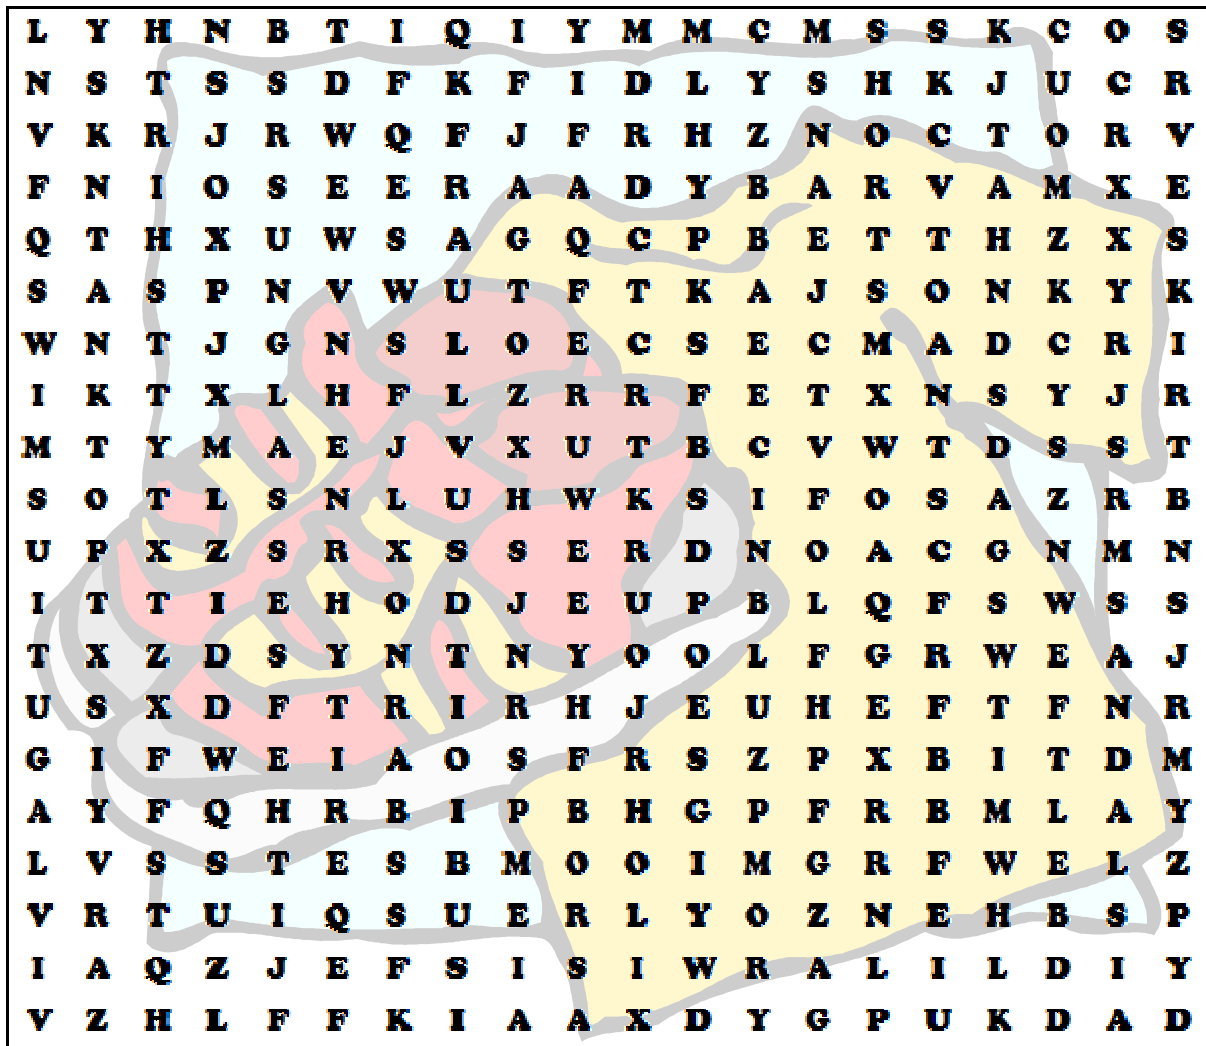 L Y H N B T I Q I Y M M C M S S K C O S
N S T S S D F K F I D L Y S H K J U C R
V K R J R W Q F J F R H Z N O C T O R V
F N I O S E E R A A D Y B A R V A M X E
Q T H X U W S A G Q C P B E T T H Z X S
S A S P N V W U T F T K A J S O N K Y K
W N T J G N S L O E C S E C M A D C R I
I K T X L H F L Z R R F E T X N S Y J R
M T Y M A E J V X U T B C V W T D S S T
S O T L S N L U H W K S I F O S A Z R B
U P X Z S R X S S E R D N O A C G N M N
I T T I E H O D J E U P B L Q F S W S S
T X Z D S Y N T N Y O O L F G R W E A J
U S X D F T R I R H J E U H E F T F N R
G I F W E I A O S F R S Z P X B I T D M
A Y F Q H R B I P B H G P F R B M L A Y
L V S S T E S B M O O I M G R F W E L Z
V R T U I Q S U E R L Y O Z N E H B S P
I A Q Z J E F S I S I W R A L I L D I Y
V Z H L F F K I A A X D Y G P U K D A D